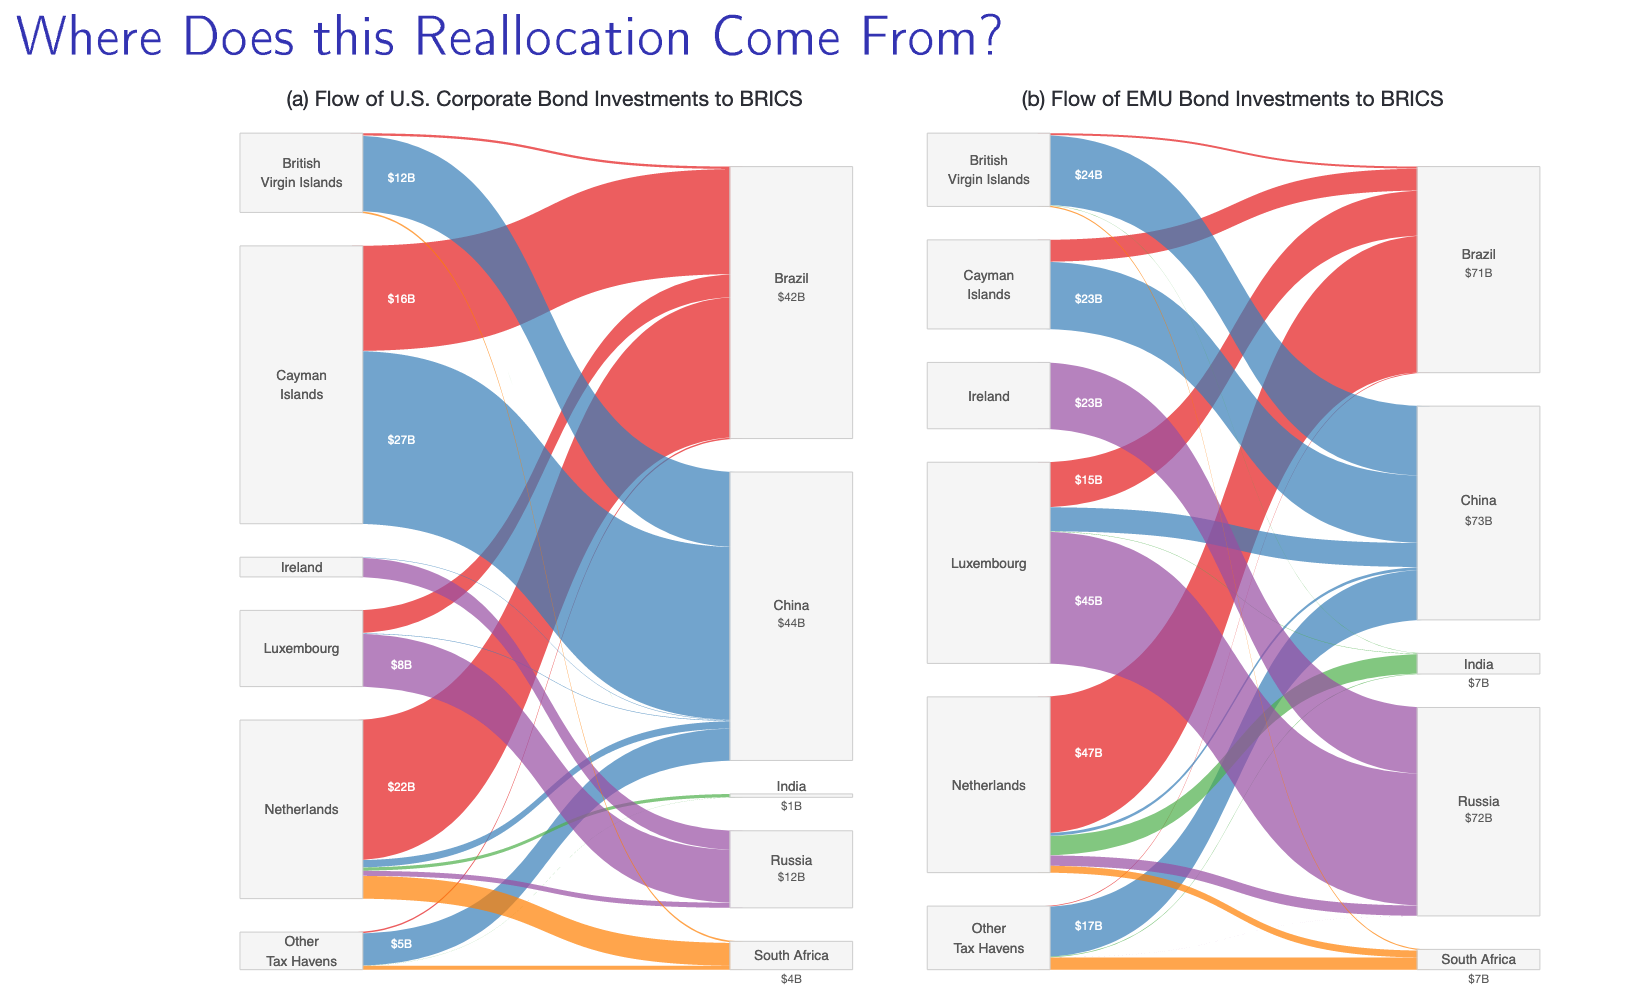 Where Does this Reallocation Come From?
(a) Flow of U.S. Corporate Bond Investments to BRICS
British
Virgin Islands
$12B
Cayman
Islands
$16B
$27B
Ireland
Luxembourg
$8B
Netherlands
$22B
Other
Tax Havens
$5B
Brazil
$42B
China
$44B
India
$1B
Russia
$12B
South Africa
$4B
(b) Flow of EMU Bond Investments to BRICS
British
Virgin Islands
$24B
Cayman
Islands
$23B
Ireland
$23B
Luxembourg
$15B
$45B
Netherlands
$47B
Other
Tax Havens
$17B
Brazil
$71B
China
$73B
India
$7B
Russia
$72B
South Africa
$7B